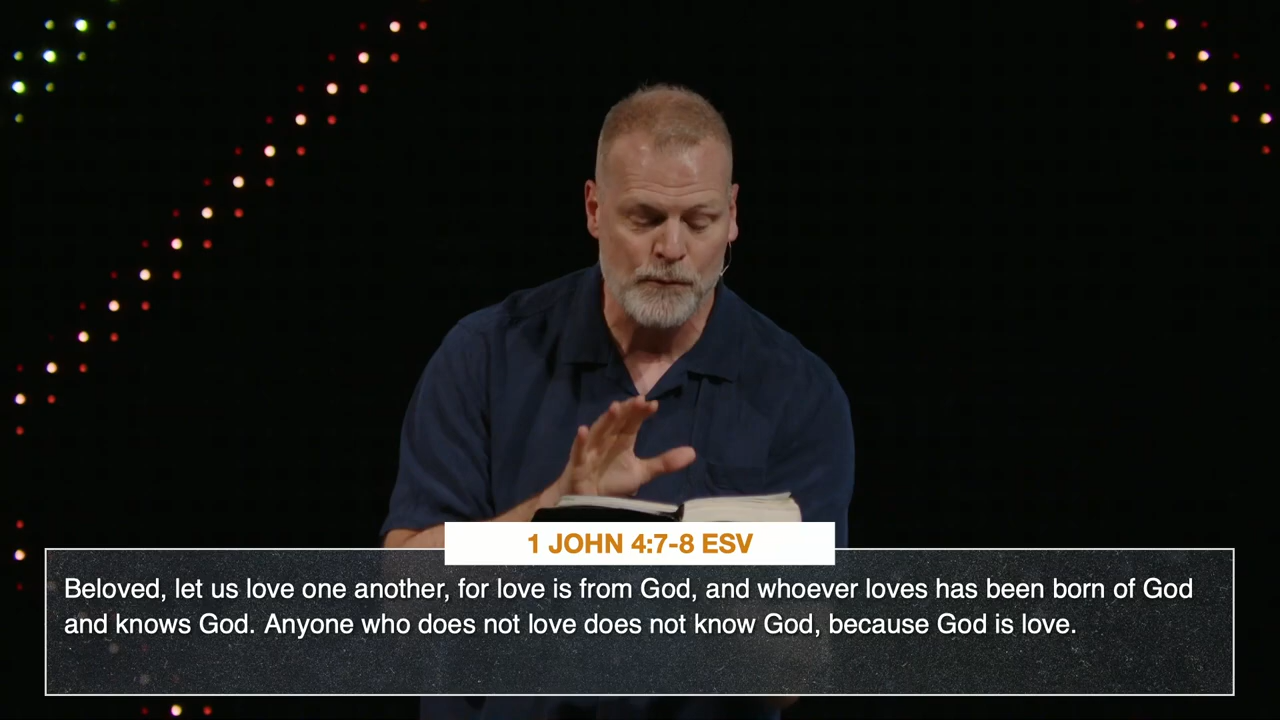 1 JOHN 4:7-8 ESV
Beloved, let us love one another, for love is from God, and whoever loves has been born of God
and knows God. Anyone who does not love does not know God, because God is love.